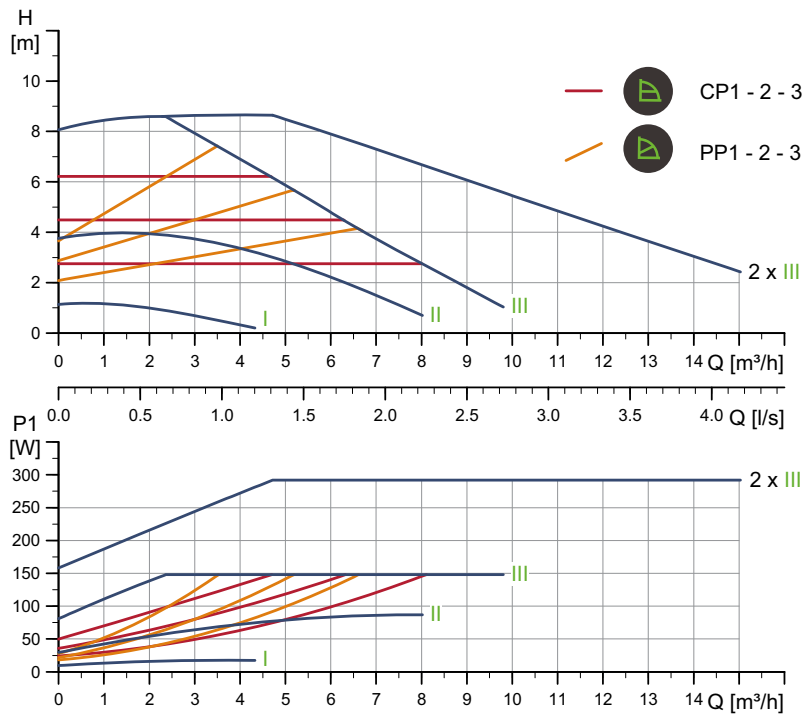 H
[m]
10
8
6
4
2
0
CP1 - 2 - 3
PP1 - 2 - 3
2 x III
I
II
III
0 1 2 3 4 5 6 7 8 9 10 11 12 13 14 Q [m³/h]
0.0 0.5 1.0 1.5 2.0 2.5 3.0 3.5 4.0 Q [l/s]
P1
[W]
300
250
200
150
100
50
0
2 x III
III
II
I
0 1 2 3 4 5 6 7 8 9 10 11 12 13 14 Q [m³/h]